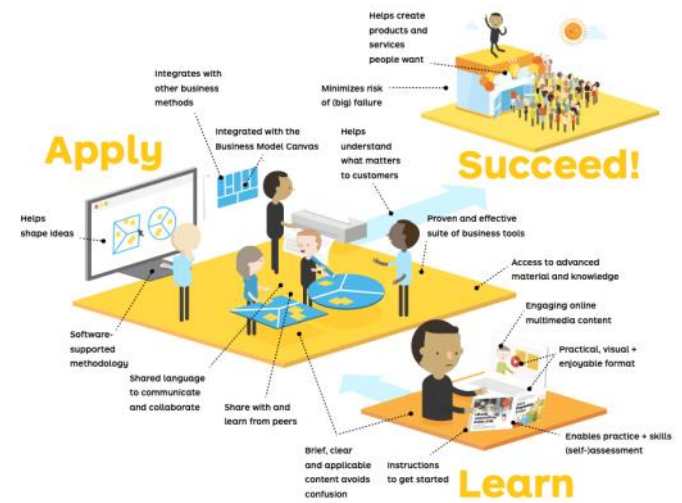 Helps create
products and
services
people want
Integrates with
other business
methods
Minimizes risk
of (big) failure
Apply
Integrated with the
Business Model Canvas
Helps
understand
what matters
to customers
Succeed!
Helps
shape ideas
Proven and effective
suite of business tools
Access to advanced
material and knowledge
Engaging online
multimedia content
Software-
supported
methodology
Practical, visual +
enjoyable format
Shared language
to communicate
and collaborate
Share with and
learn from peers
Enables practice + skills
(self-)assessment
Brief, clear
and applicable
content avoids
confusion
Instructions
to get started
Learn